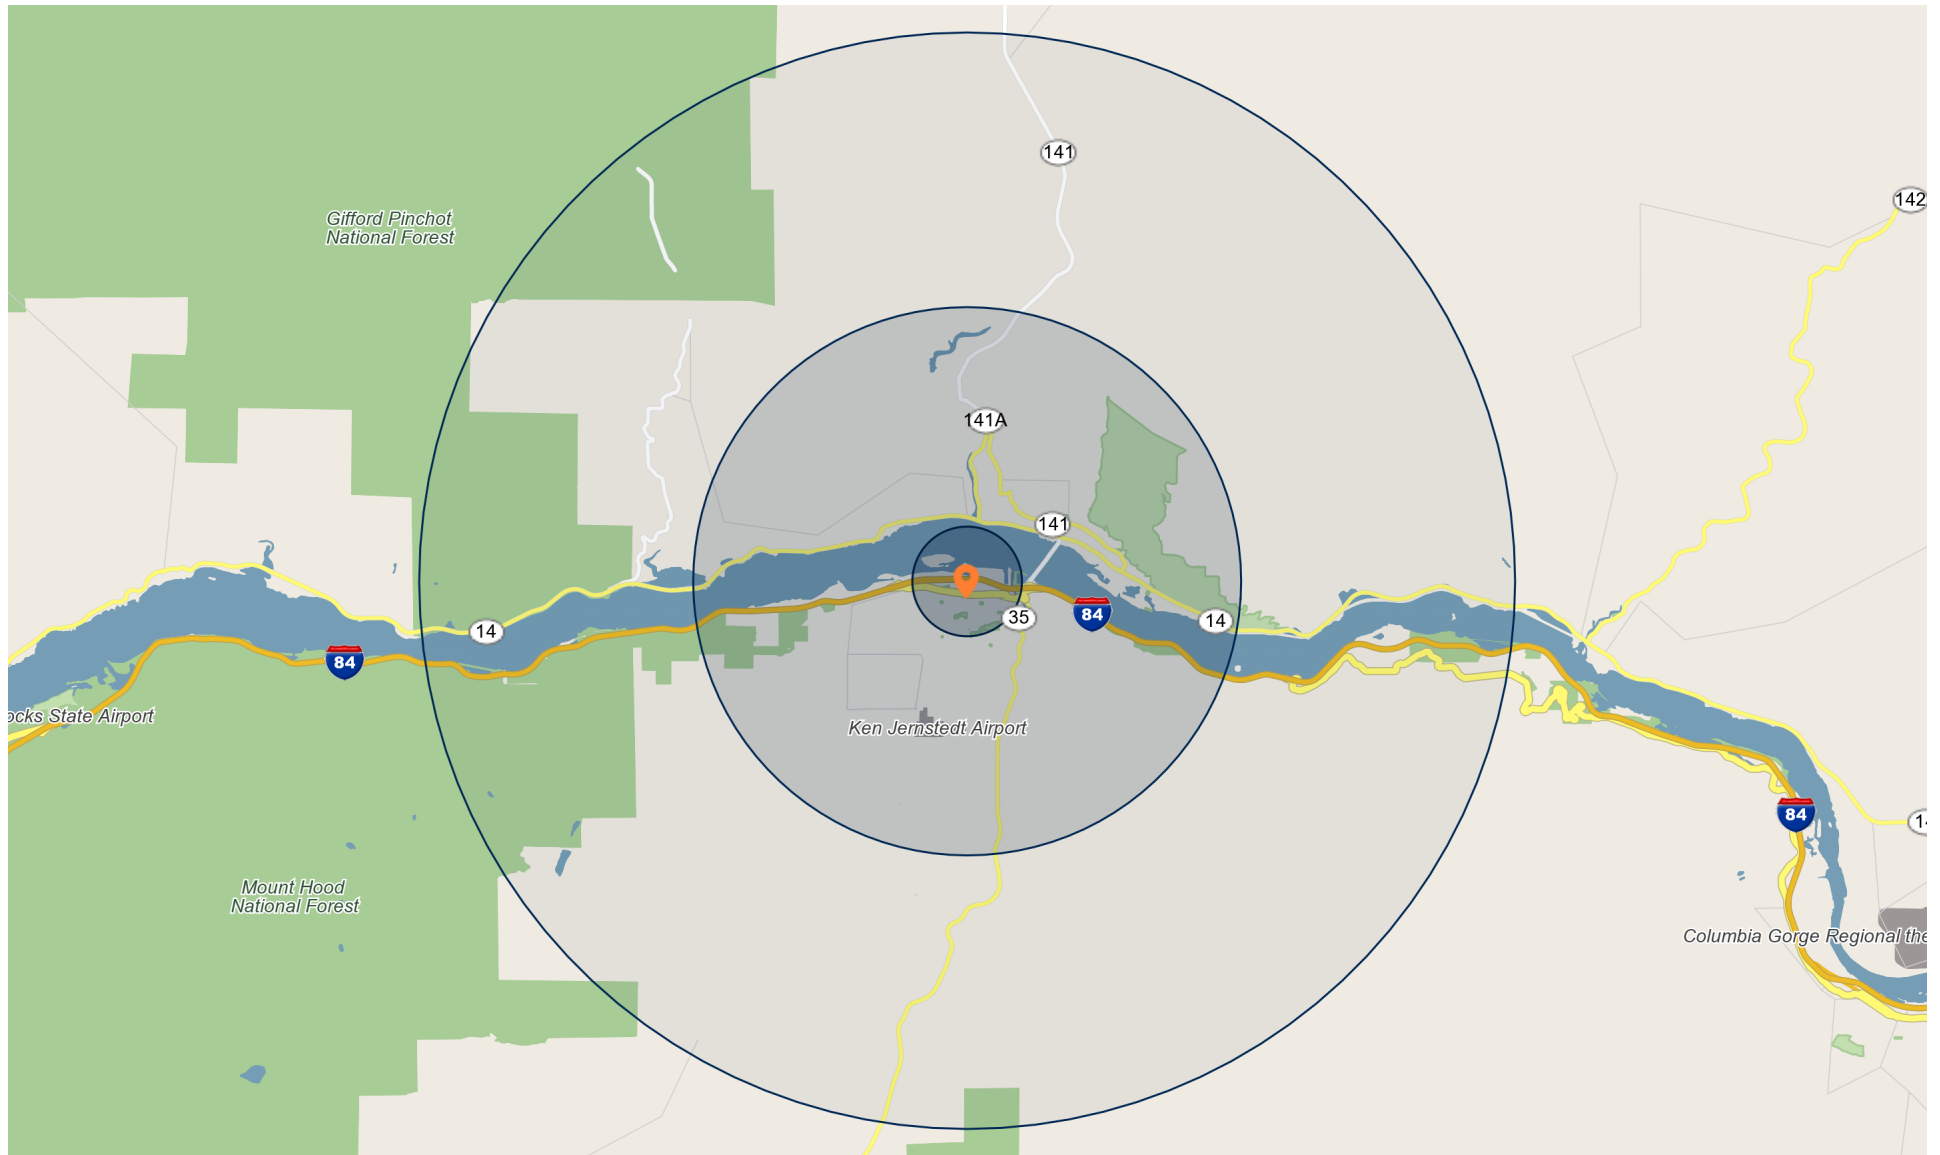 141
142
Gifford Pinchot
National Forest
141A
141
84
35
14
14
84
ocks State Airport
Ken Jernstedt Airport
84
14
Mount Hood
National Forest
Columbia Gorge Regional the